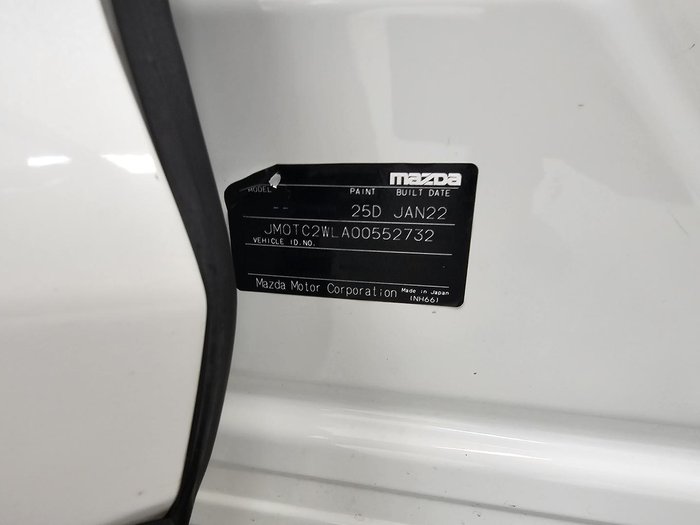 mazda
MODEL PAINT BUILT DATE
-- 25D JAN22
JM0TC2WLA00552732
VEHICLE ID.NO.
Mazda Motor Corporation Made in Japan
(NH66)